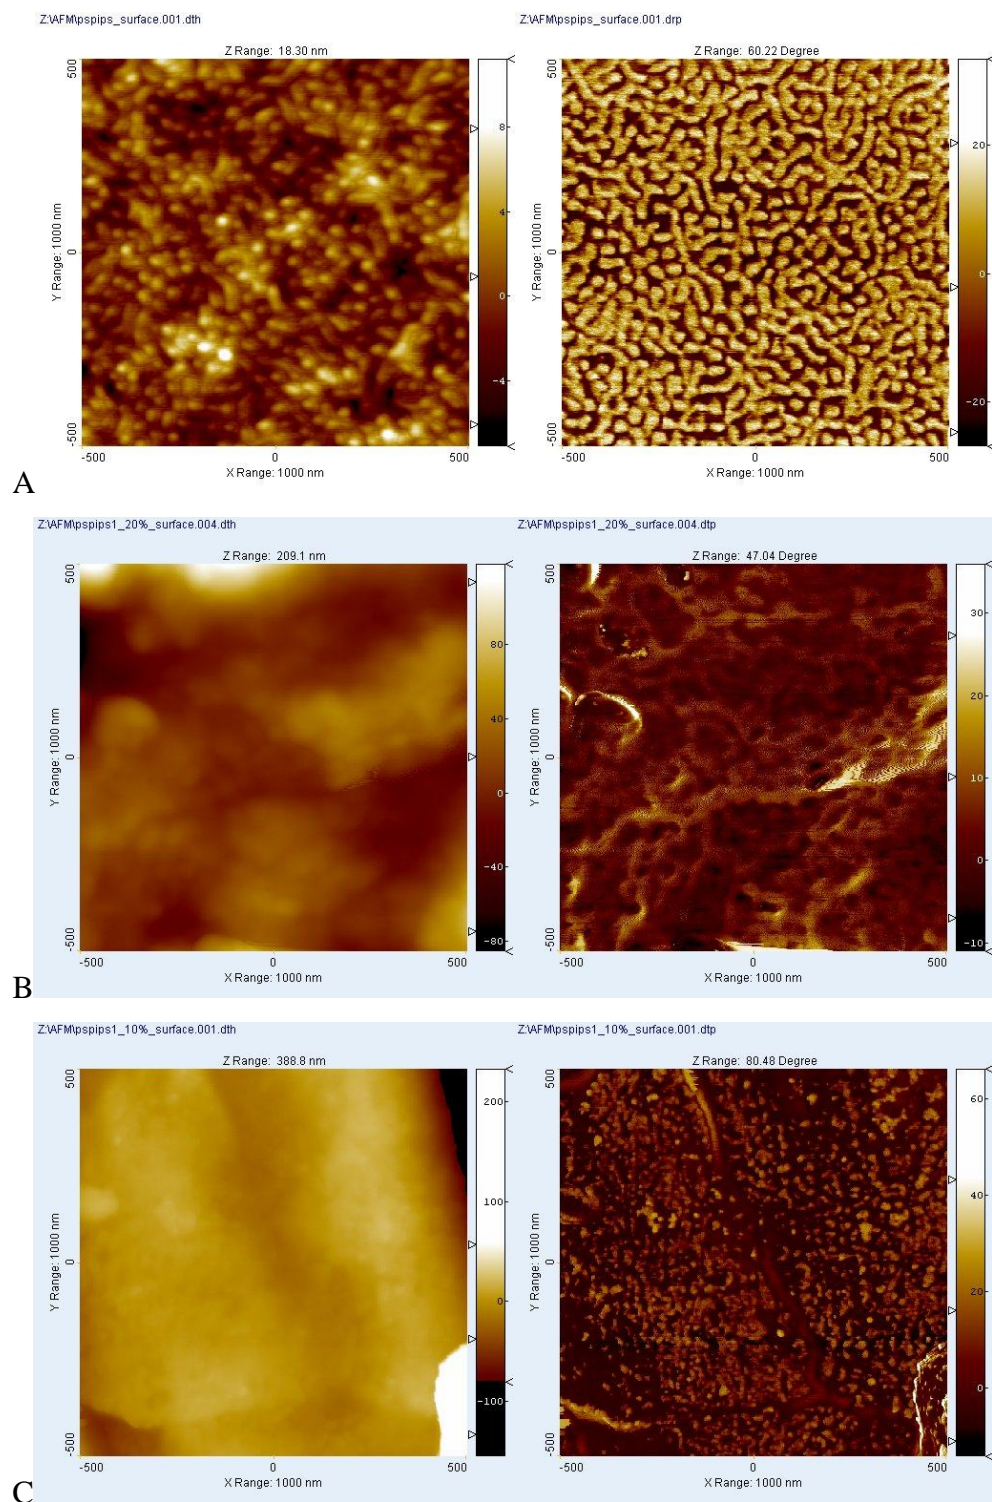 Z:\AFM\pspips_surface.001.dth
Z:\AFM\pspips_surface.001.drp
Z Range: 18.30 nm
Z Range: 60.22 Degree
500
0
-500
Y Range: 1000 nm
8
4
0
-4
500
0
-500
Y Range: 1000 nm
20
0
-20
-500 0 500
X Range: 1000 nm
-500 0 500
X Range: 1000 nm
A
Z:\AFM\pspips1_20%_surface.004.dth
Z:\AFM\pspips1_20%_surface.004.dtp
Z Range: 209.1 nm
Z Range: 47.04 Degree
500
0
-500
Y Range: 1000 nm
80
40
0
-40
-80
500
0
-500
Y Range: 1000 nm
30
20
10
0
-10
-500 0 500
X Range: 1000 nm
-500 0 500
X Range: 1000 nm
B
Z:\AFM\pspips1_10%_surface.001.dth
Z:\AFM\pspips1_10%_surface.001.dtp
Z Range: 388.8 nm
Z Range: 80.48 Degree
500
0
-500
Y Range: 1000 nm
200
100
0
-100
500
0
-500
Y Range: 1000 nm
60
40
20
0
-500 0 500
X Range: 1000 nm
-500 0 500
X Range: 1000 nm
C